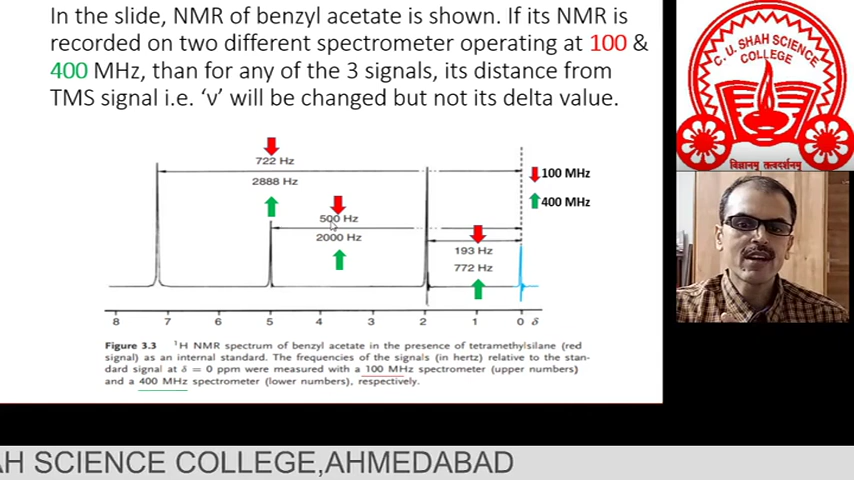 In the slide, NMR of benzyl acetate is shown. If its NMR is
recorded on two different spectrometer operating at 100 &
400 MHz, than for any of the 3 signals, its distance from
TMS signal i.e. ‘v’ will be changed but not its delta value.
C. U. SHAH SCIENCE
COLLEGE
विज्ञानम् तत्वदर्शनम्
722 Hz
2888 Hz
100 MHz
400 MHz
500 Hz
2000 Hz
193 Hz
772 Hz
8 7 6 5 4 3 2 1 0 δ
Figure 3.3 ¹H NMR spectrum of benzyl acetate in the presence of tetramethylsilane (red
signal) as an internal standard. The frequencies of the signals (in hertz) relative to the stan-
dard signal at δ = 0 ppm were measured with a 100 MHz spectrometer (upper numbers)
and a 400 MHz spectrometer (lower numbers), respectively.
AH SCIENCE COLLEGE,AHMEDABAD